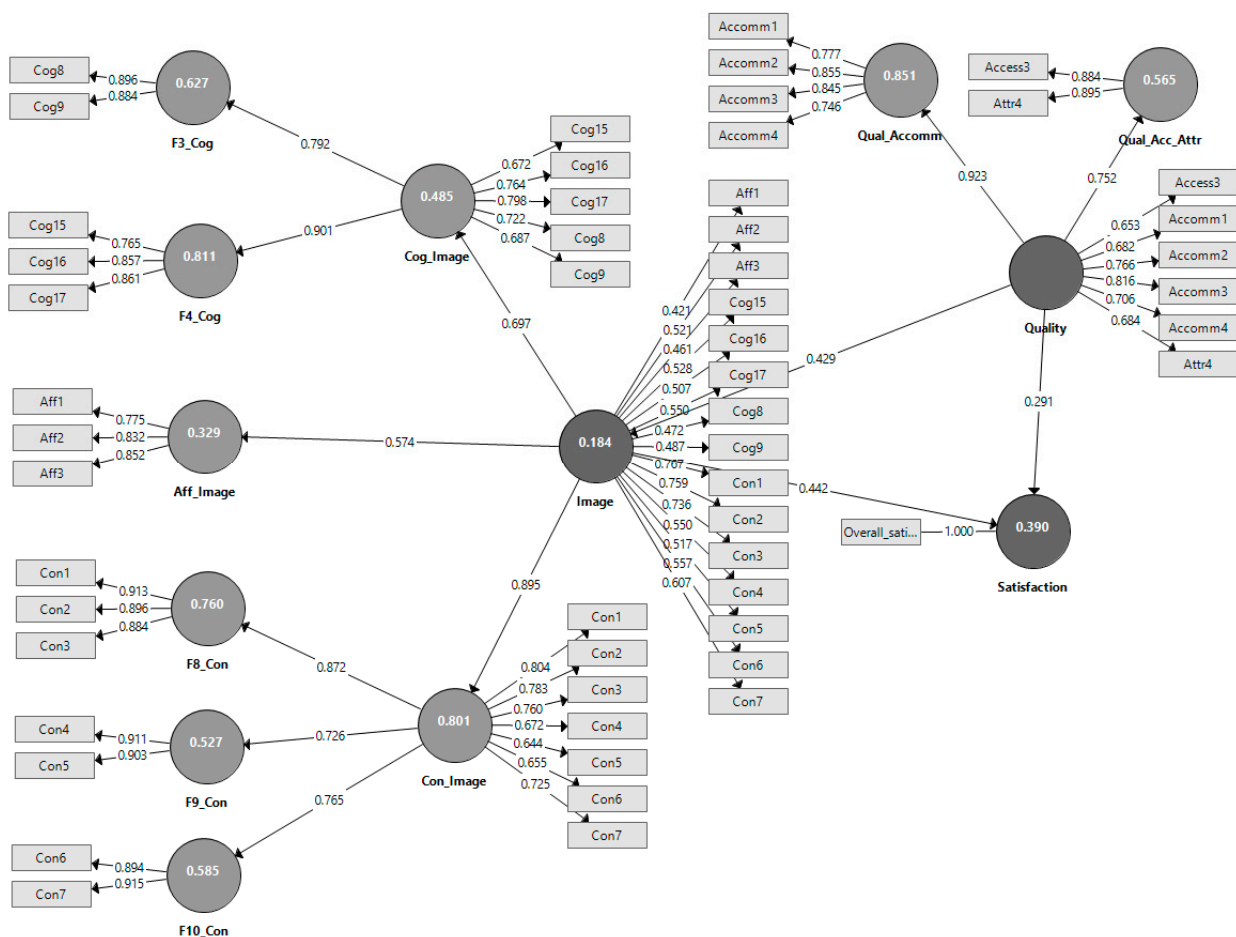 Cog8
Cog9
0.896
0.884
0.627
F3_Cog
0.792
Cog15
Cog16
Cog17
0.765
0.857
0.861
0.811
F4_Cog
0.901
0.485
Cog_Image
0.672
0.764
0.798
0.722
0.687
Cog15
Cog16
Cog17
Cog8
Cog9
0.697
Aff1
Aff2
Aff3
0.775
0.832
0.852
0.329
Aff_Image
0.574
0.184
Image
0.421
0.521
0.461
0.528
0.507
0.550
0.472
0.487
0.767
0.759
0.736
0.550
0.517
0.557
0.607
Aff1
Aff2
Aff3
Cog15
Cog16
Cog17
Cog8
Cog9
Con1
Con2
Con3
Con4
Con5
Con6
Con7
0.895
Con1
Con2
Con3
0.913
0.896
0.884
0.760
F8_Con
0.872
Con4
Con5
0.911
0.903
0.527
F9_Con
0.726
Con6
Con7
0.894
0.915
0.585
F10_Con
0.765
0.801
Con_Image
0.804
0.783
0.760
0.672
0.644
0.655
0.725
Con1
Con2
Con3
Con4
Con5
Con6
Con7
Accomm1
Accomm2
Accomm3
Accomm4
0.777
0.855
0.845
0.746
0.851
Qual_Accomm
0.923
Access3
Attr4
0.884
0.895
0.565
Qual_Acc_Attr
0.752
Quality
0.653
0.682
0.766
0.816
0.706
0.684
Access3
Accomm1
Accomm2
Accomm3
Accomm4
Attr4
0.429
0.291
0.442
Overall_sati...
1.000
0.390
Satisfaction